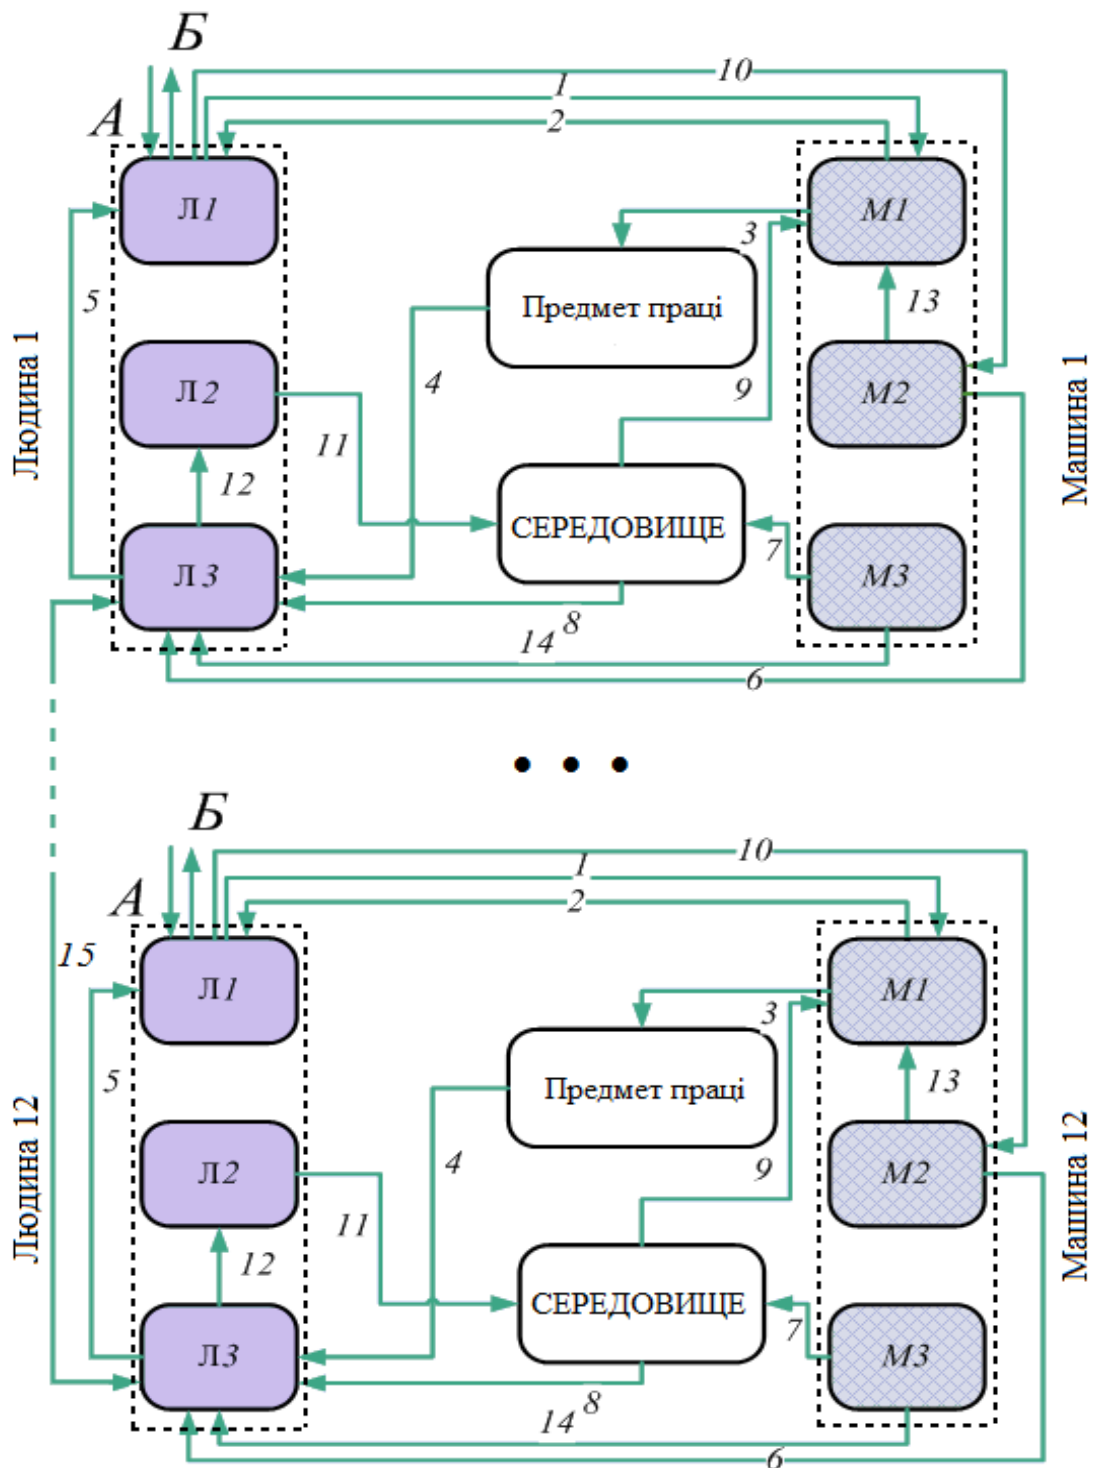 Б
10
1
2
А
Л1
М1
3
5
Предмет праці
13
Людина 1
4
9
Машина 1
Л2
М2
11
12
СЕРЕДОВИЩЕ
7
Л3
М3
8
14
6
• • •
Б
10
1
2
А
15
Л1
М1
3
5
Предмет праці
13
Людина 12
4
9
Машина 12
Л2
М2
11
12
СЕРЕДОВИЩЕ
7
Л3
М3
8
14
6